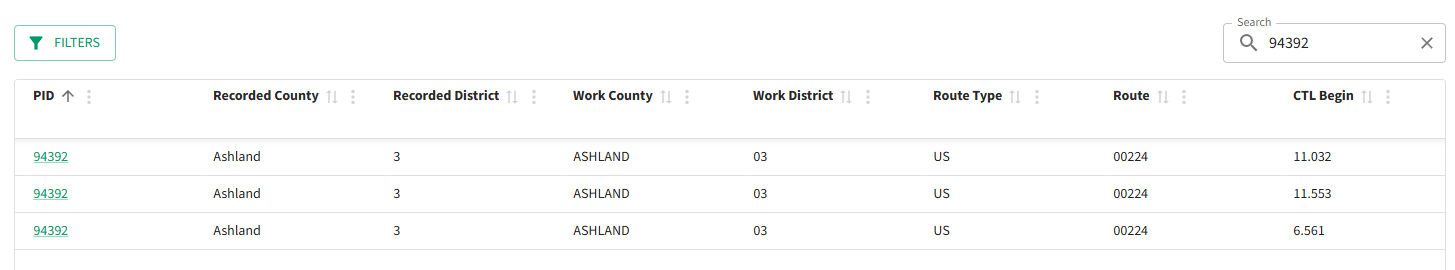 Search
FILTERS 94392
PID Recorded County Recorded District Work County Work District Route Type Route CTL Begin
94392 Ashland 3 ASHLAND 03 US 00224 11.032
94392 Ashland 3 ASHLAND 03 US 00224 11.553
94392 Ashland 3 ASHLAND 03 US 00224 6.561